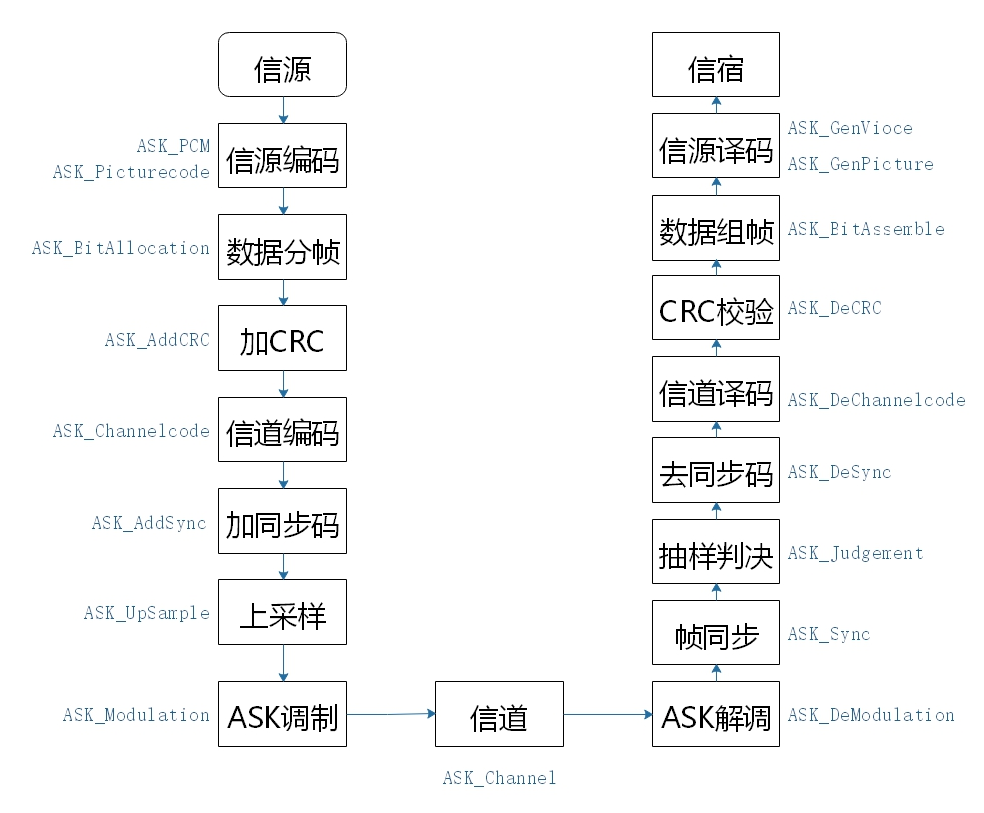 信源
ASK_PCM
ASK_Picturecode
信源编码
ASK_BitAllocation
数据分帧
ASK_AddCRC
加CRC
ASK_Channelcode
信道编码
ASK_AddSync
加同步码
ASK_UpSample
上采样
ASK_Modulation
ASK调制
信道
ASK_Channel
信宿
信源译码
ASK_GenVioce
ASK_GenPicture
数据组帧
ASK_BitAssemble
CRC校验
ASK_DeCRC
信道译码
ASK_DeChannelcode
去同步码
ASK_DeSync
抽样判决
ASK_Judgement
帧同步
ASK_Sync
ASK解调
ASK_DeModulation